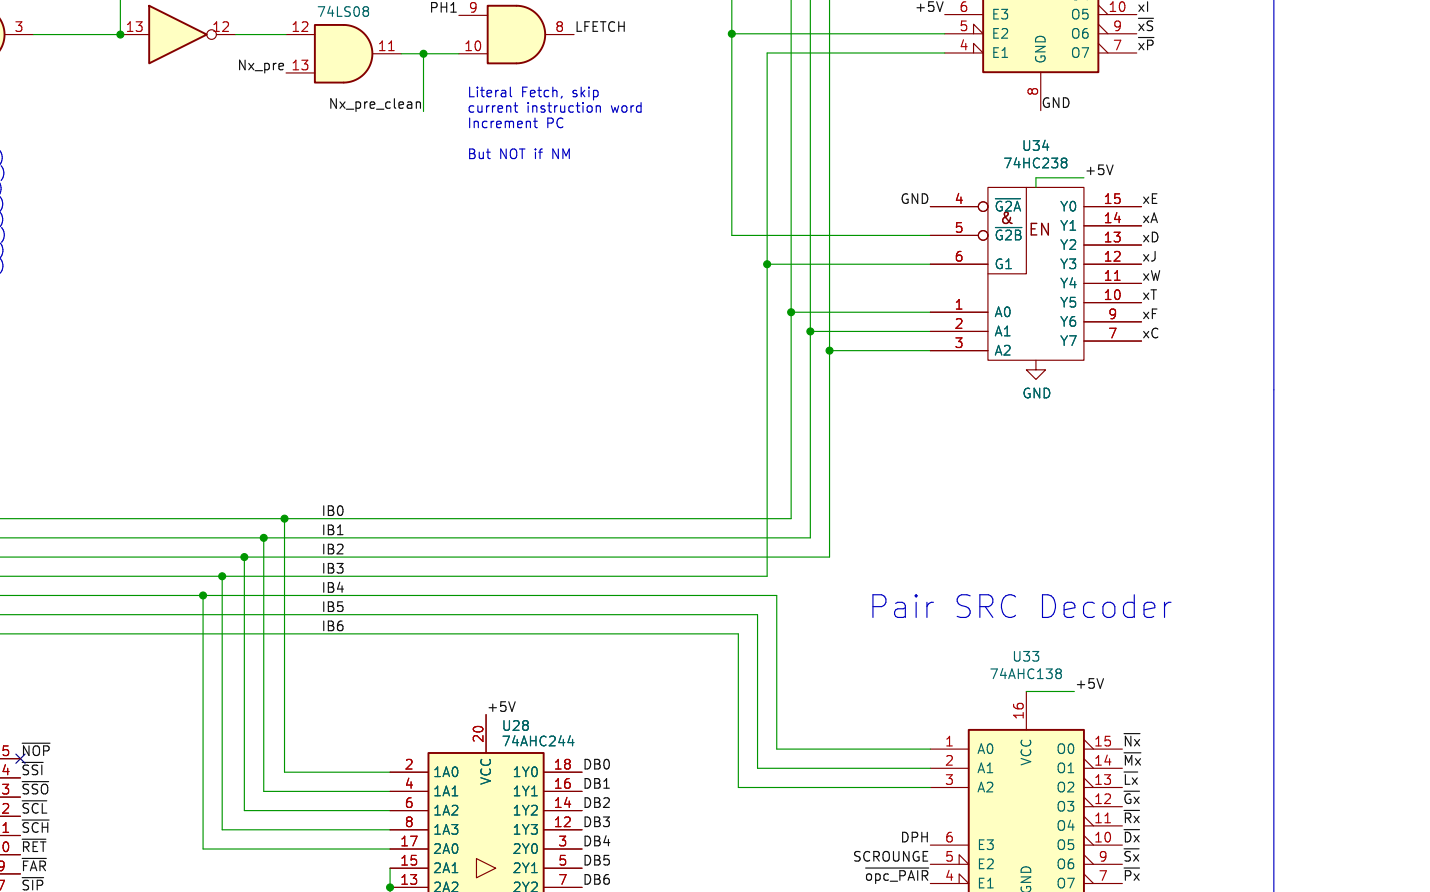 3
13
12
12
74LS08
11
Nx_pre
13
Nx_pre_clean
PH1
9
10
8
LFETCH
Literal Fetch, skip
current instruction word
Increment PC
But NOT if NM
+5V
6
E3
5
E2
4
E1
GND
8
GND
O5
10
xI
O6
9
xS
O7
7
xP
U34
74HC238
+5V
GND
4
G2A
&
5
G2B
EN
6
G1
1
A0
2
A1
3
A2
Y0
15
xE
Y1
14
xA
Y2
13
xD
Y3
12
xJ
Y4
11
xW
Y5
10
xT
Y6
9
xF
Y7
7
xC
GND
IB0
IB1
IB2
IB3
IB4
IB5
IB6
Pair SRC Decoder
U33
74AHC138
+5V
16
VCC
1
A0
2
A1
3
A2
DPH
6
E3
SCROUNGE
5
E2
opc_PAIR
4
E1
GND
O0
15
Nx
O1
14
Mx
O2
13
Lx
O3
12
Gx
O4
11
Rx
O5
10
Dx
O6
9
Sx
O7
7
Px
+5V
20
U28
74AHC244
VCC
2
1A0
4
1A1
6
1A2
8
1A3
17
2A0
15
2A1
13
2A2
1Y0
18
DB0
1Y1
16
DB1
1Y2
14
DB2
1Y3
12
DB3
2Y0
3
DB4
2Y1
5
DB5
2Y2
7
DB6
5
NOP
4
SSI
3
SSO
2
SCL
1
SCH
0
RET
9
FAR
7
SIP